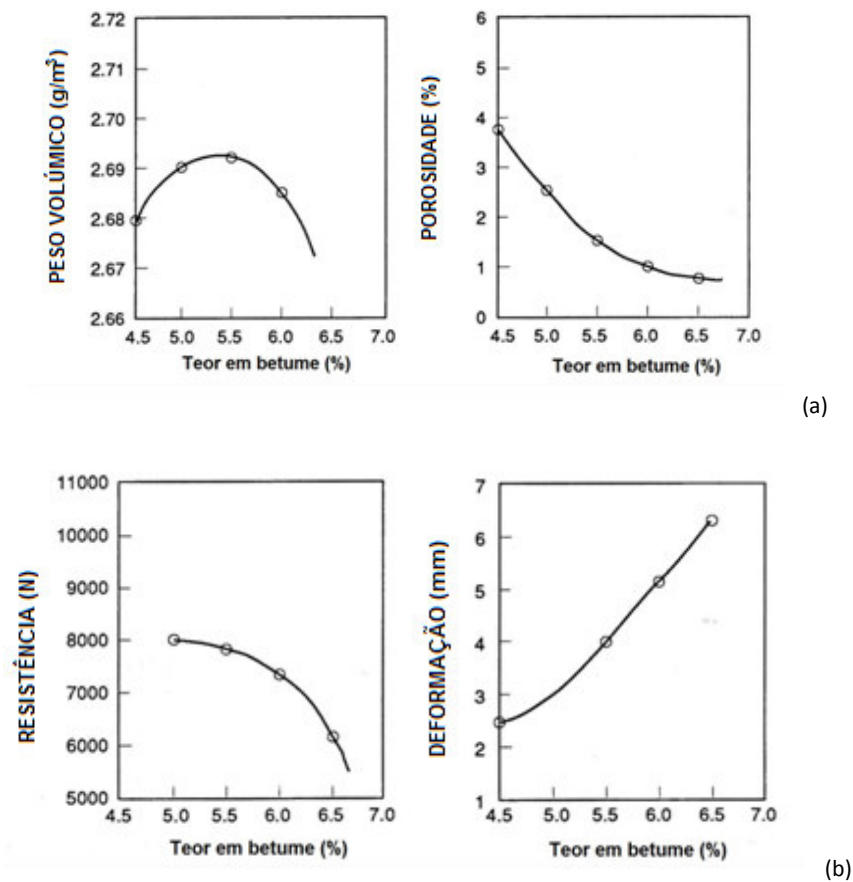 PESO VOLÚMICO (g/m³)
2.72
2.71
2.70
2.69
2.68
2.67
2.66
4.5 5.0 5.5 6.0 6.5 7.0
Teor em betume (%)
POROSIDADE (%)
6
5
4
3
2
1
0
4.5 5.0 5.5 6.0 6.5 7.0
Teor em betume (%)
(a)
RESISTÊNCIA (N)
11000
10000
9000
8000
7000
6000
5000
4.5 5.0 5.5 6.0 6.5 7.0
Teor em betume (%)
DEFORMAÇÃO (mm)
7
6
5
4
3
2
1
4.5 5.0 5.5 6.0 6.5 7.0
Teor em betume (%)
(b)